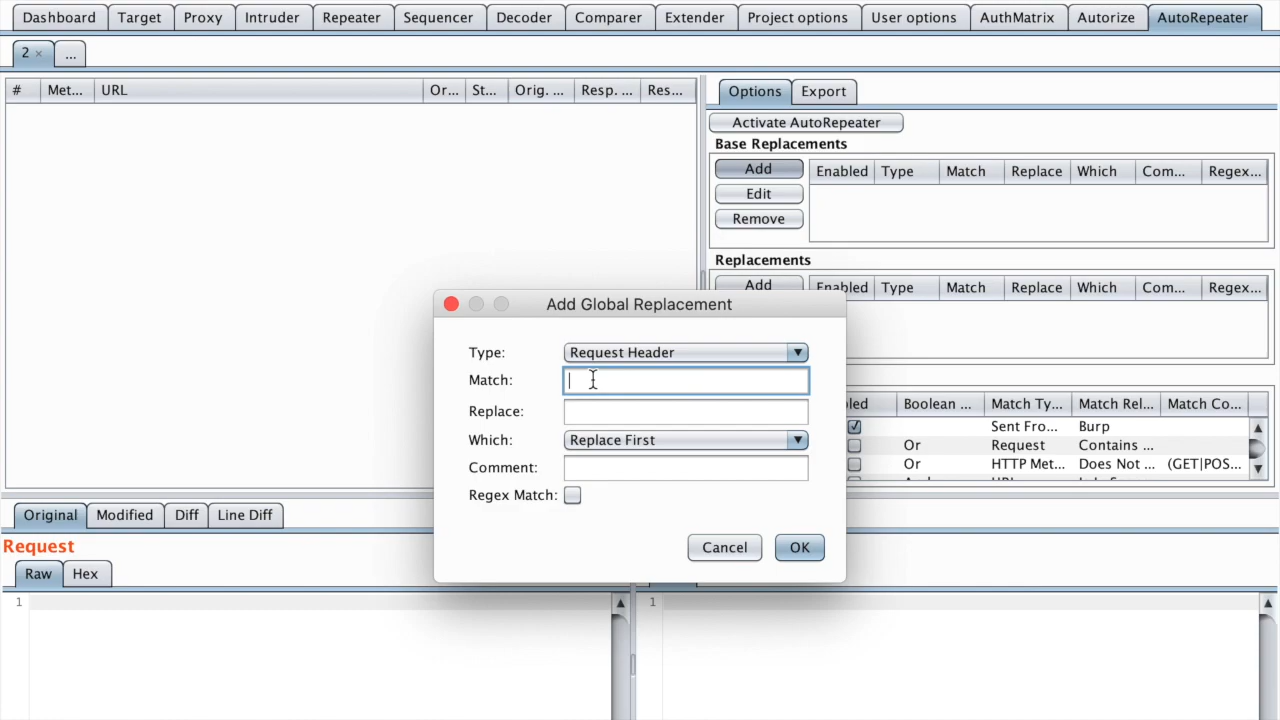 Dashboard Target Proxy Intruder Repeater Sequencer Decoder Comparer Extender Project options User options AuthMatrix Autorize AutoRepeater
2 × ...
# Met... URL Or... St... Orig. ... Resp. ... Res...
Options Export
Activate AutoRepeater
Base Replacements
Add Enabled Type Match Replace Which Com... Regex...
Edit
Remove
Replacements
Add Enabled Type Match Replace Which Com... Regex...
Add Global Replacement
Type: Request Header
Match:
Replace:
Which: Replace First
Comment:
Regex Match:
Cancel OK
Boolean ... Match Ty... Match Rel... Match Co...
Sent Fro... Burp
Or Request Contains ...
Or HTTP Met... Does Not ... (GET|POS...
Original Modified Diff Line Diff
Request
Raw Hex
1
1